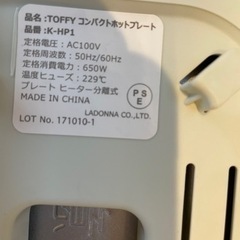 品名：TOFFY コンパクトホットプレート
品番：K-HP1
定格電圧：AC100V
定格周波数：50Hz/60Hz
定格消費電力：650W
温度ヒューズ：229℃
プレート ヒーター分離式
MADE IN CHINA
PSE
LADONNA CO.,LTD.
LOT No. 171010-1